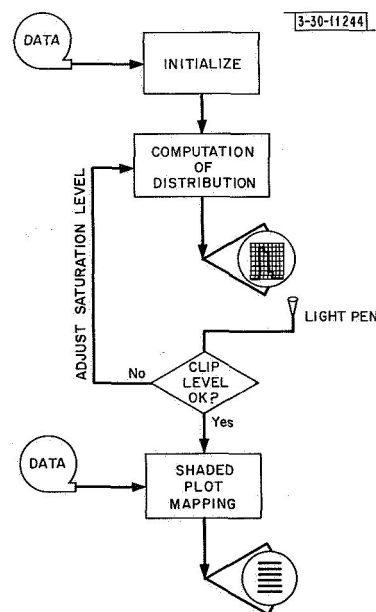 3-30-11244
DATA
INITIALIZE
COMPUTATION
OF
DISTRIBUTION
ADJUST SATURATION LEVEL
LIGHT PEN
CLIP
LEVEL
OK?
No
Yes
DATA
SHADED
PLOT
MAPPING